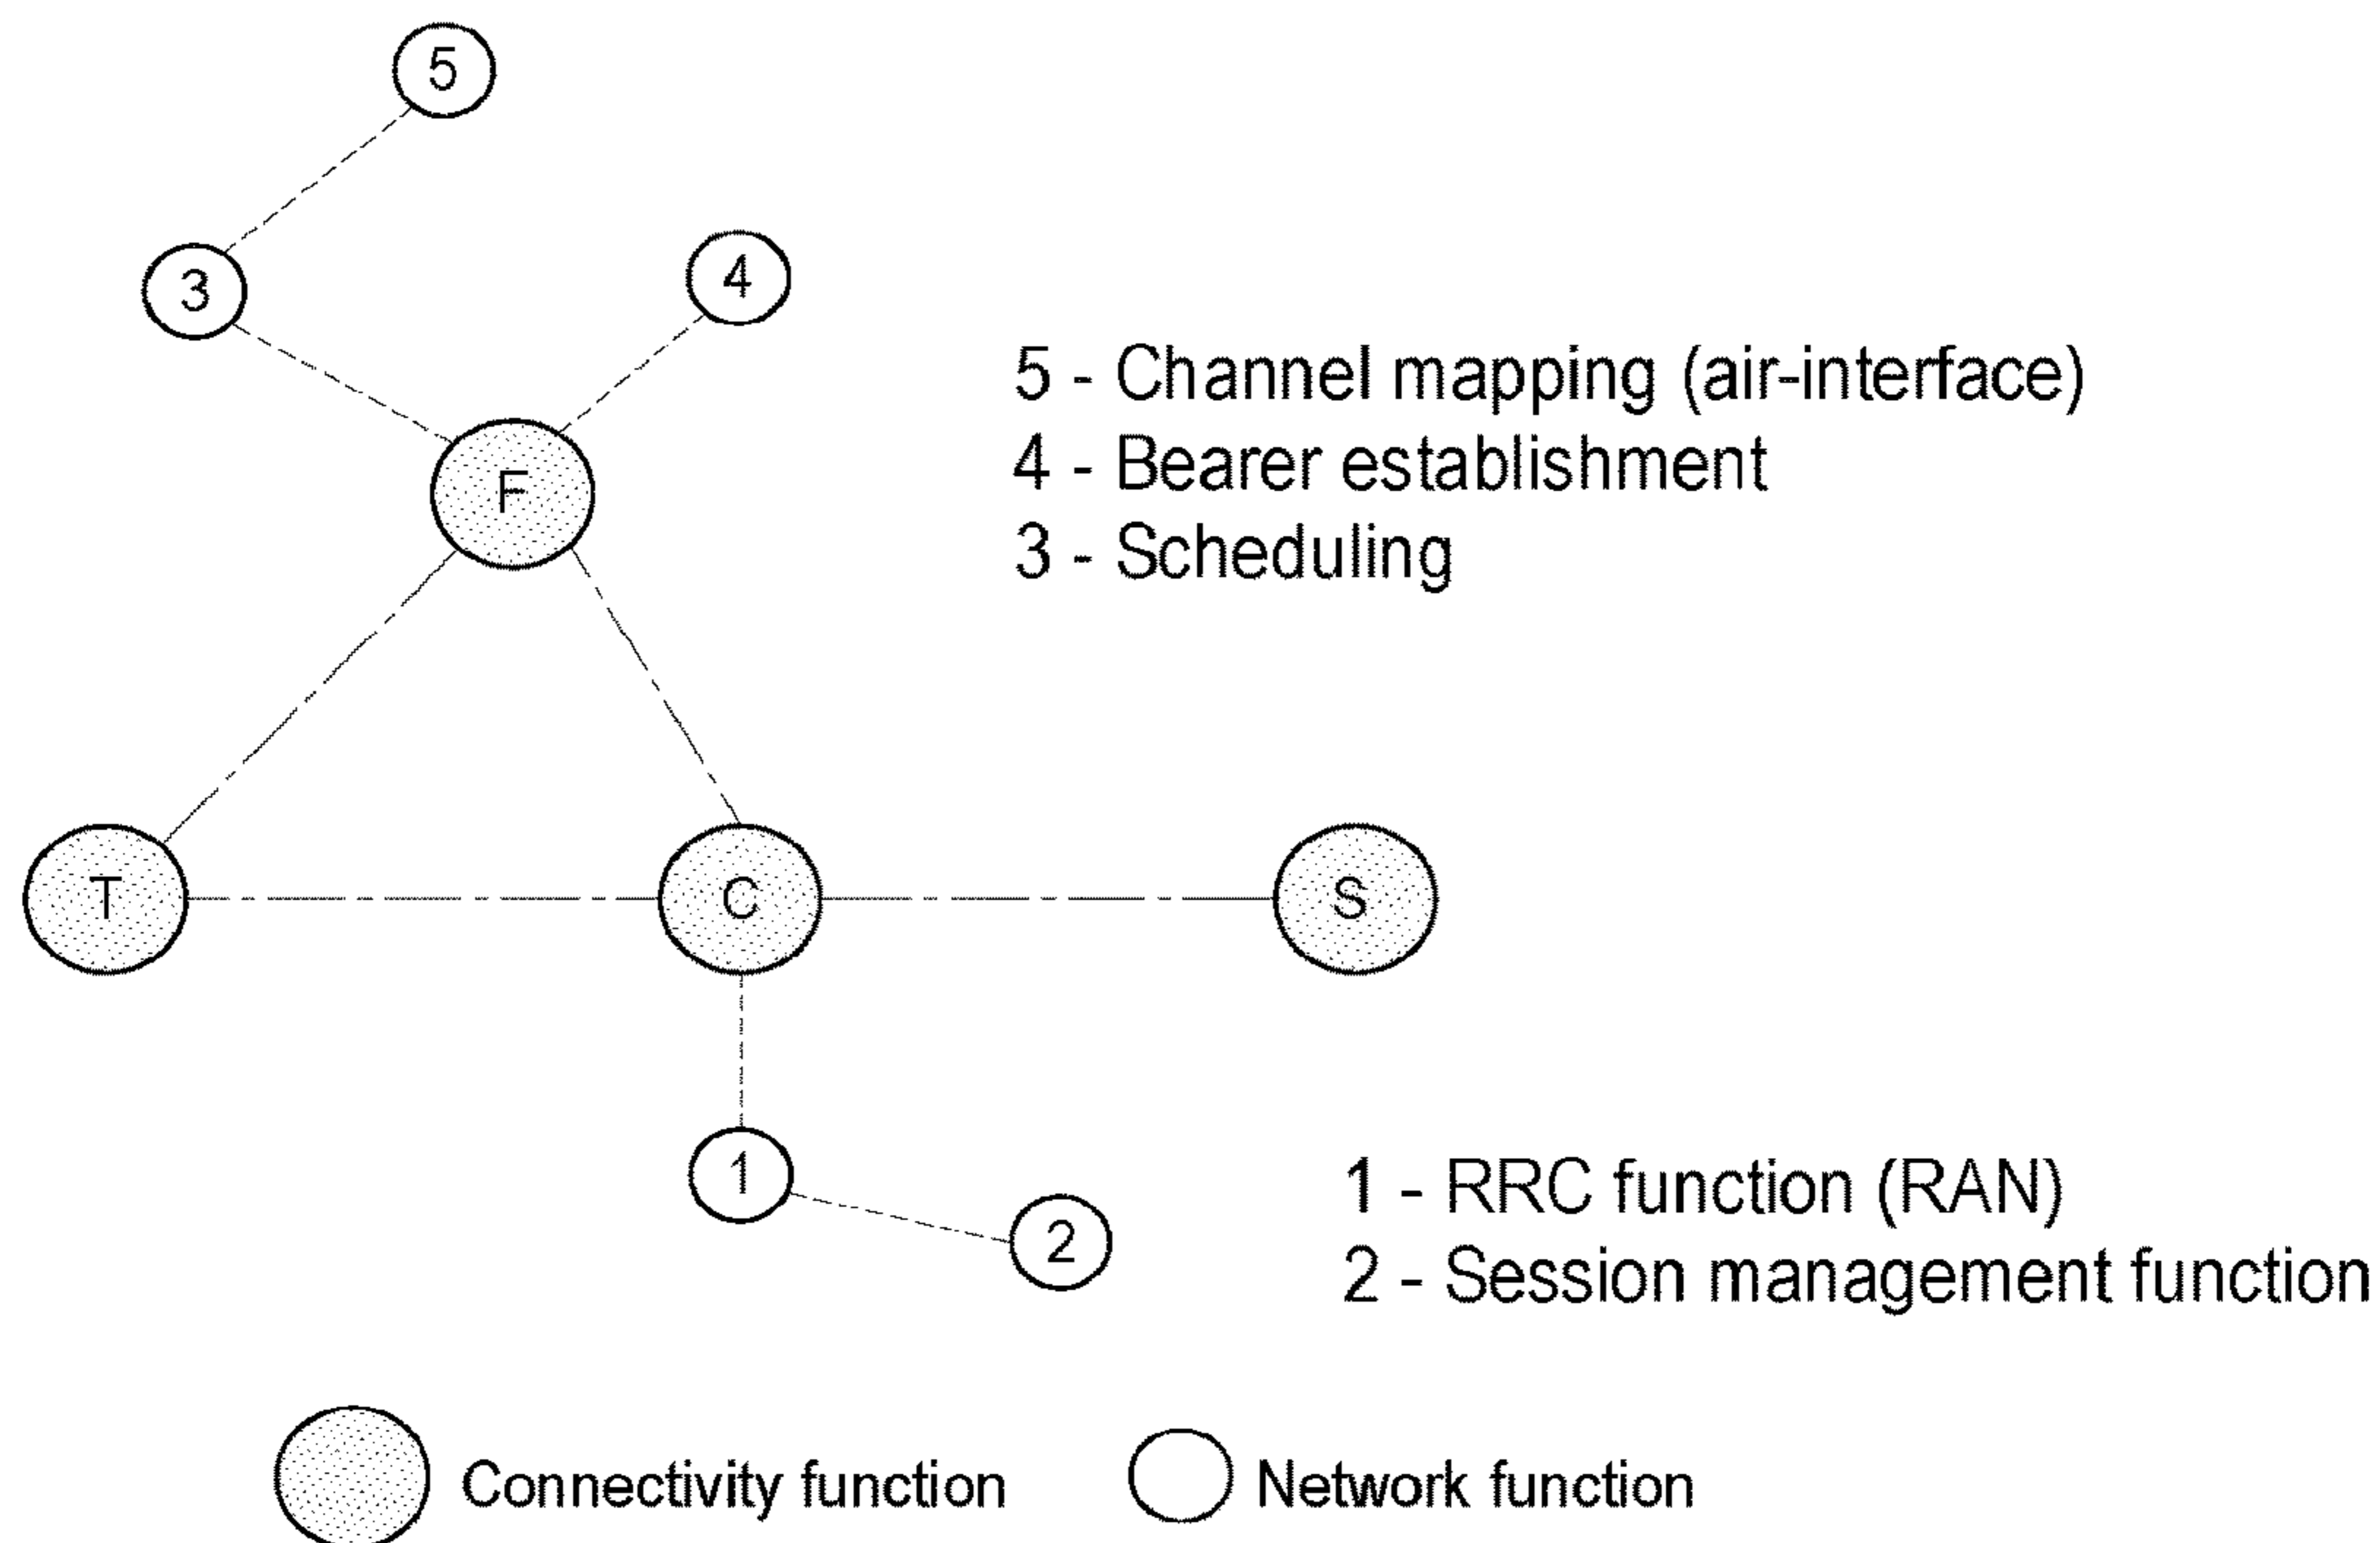 5
3
4
F
5 - Channel mapping (air-interface)
4 - Bearer establishment
3 - Scheduling
T
C
S
1
2
1 - RRC function (RAN)
2 - Session management function
Connectivity function
Network function